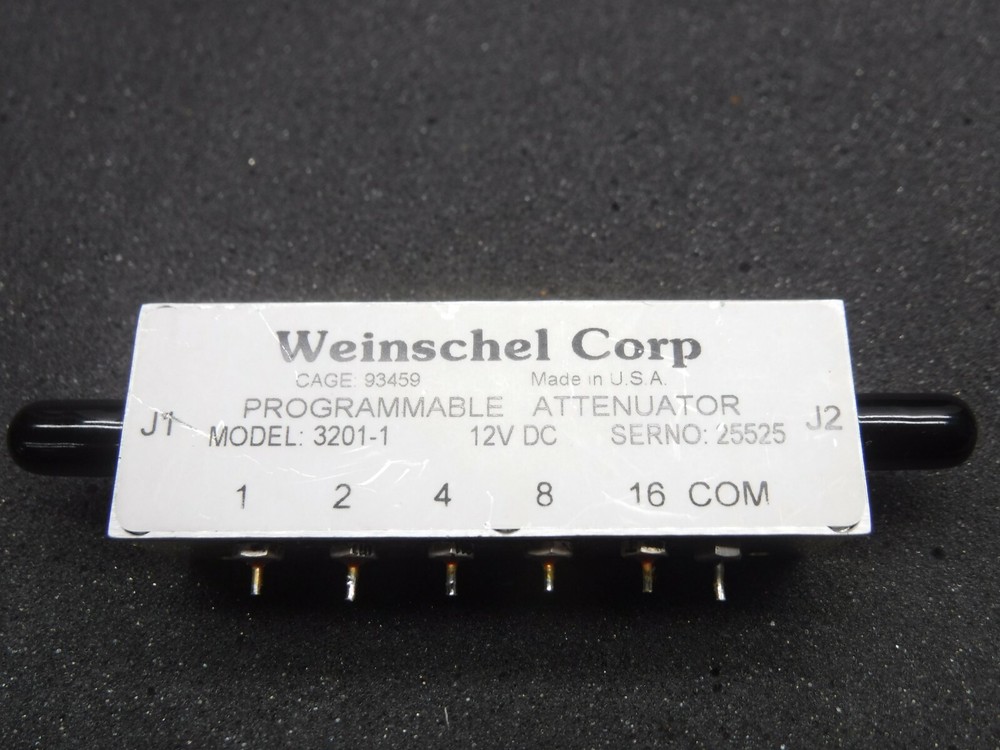 Weinschel Corp
CAGE: 93459 Made in U.S.A.
PROGRAMMABLE ATTENUATOR
J1 J2
MODEL: 3201-1 12V DC SERNO: 25525
1 2 4 8 16 COM